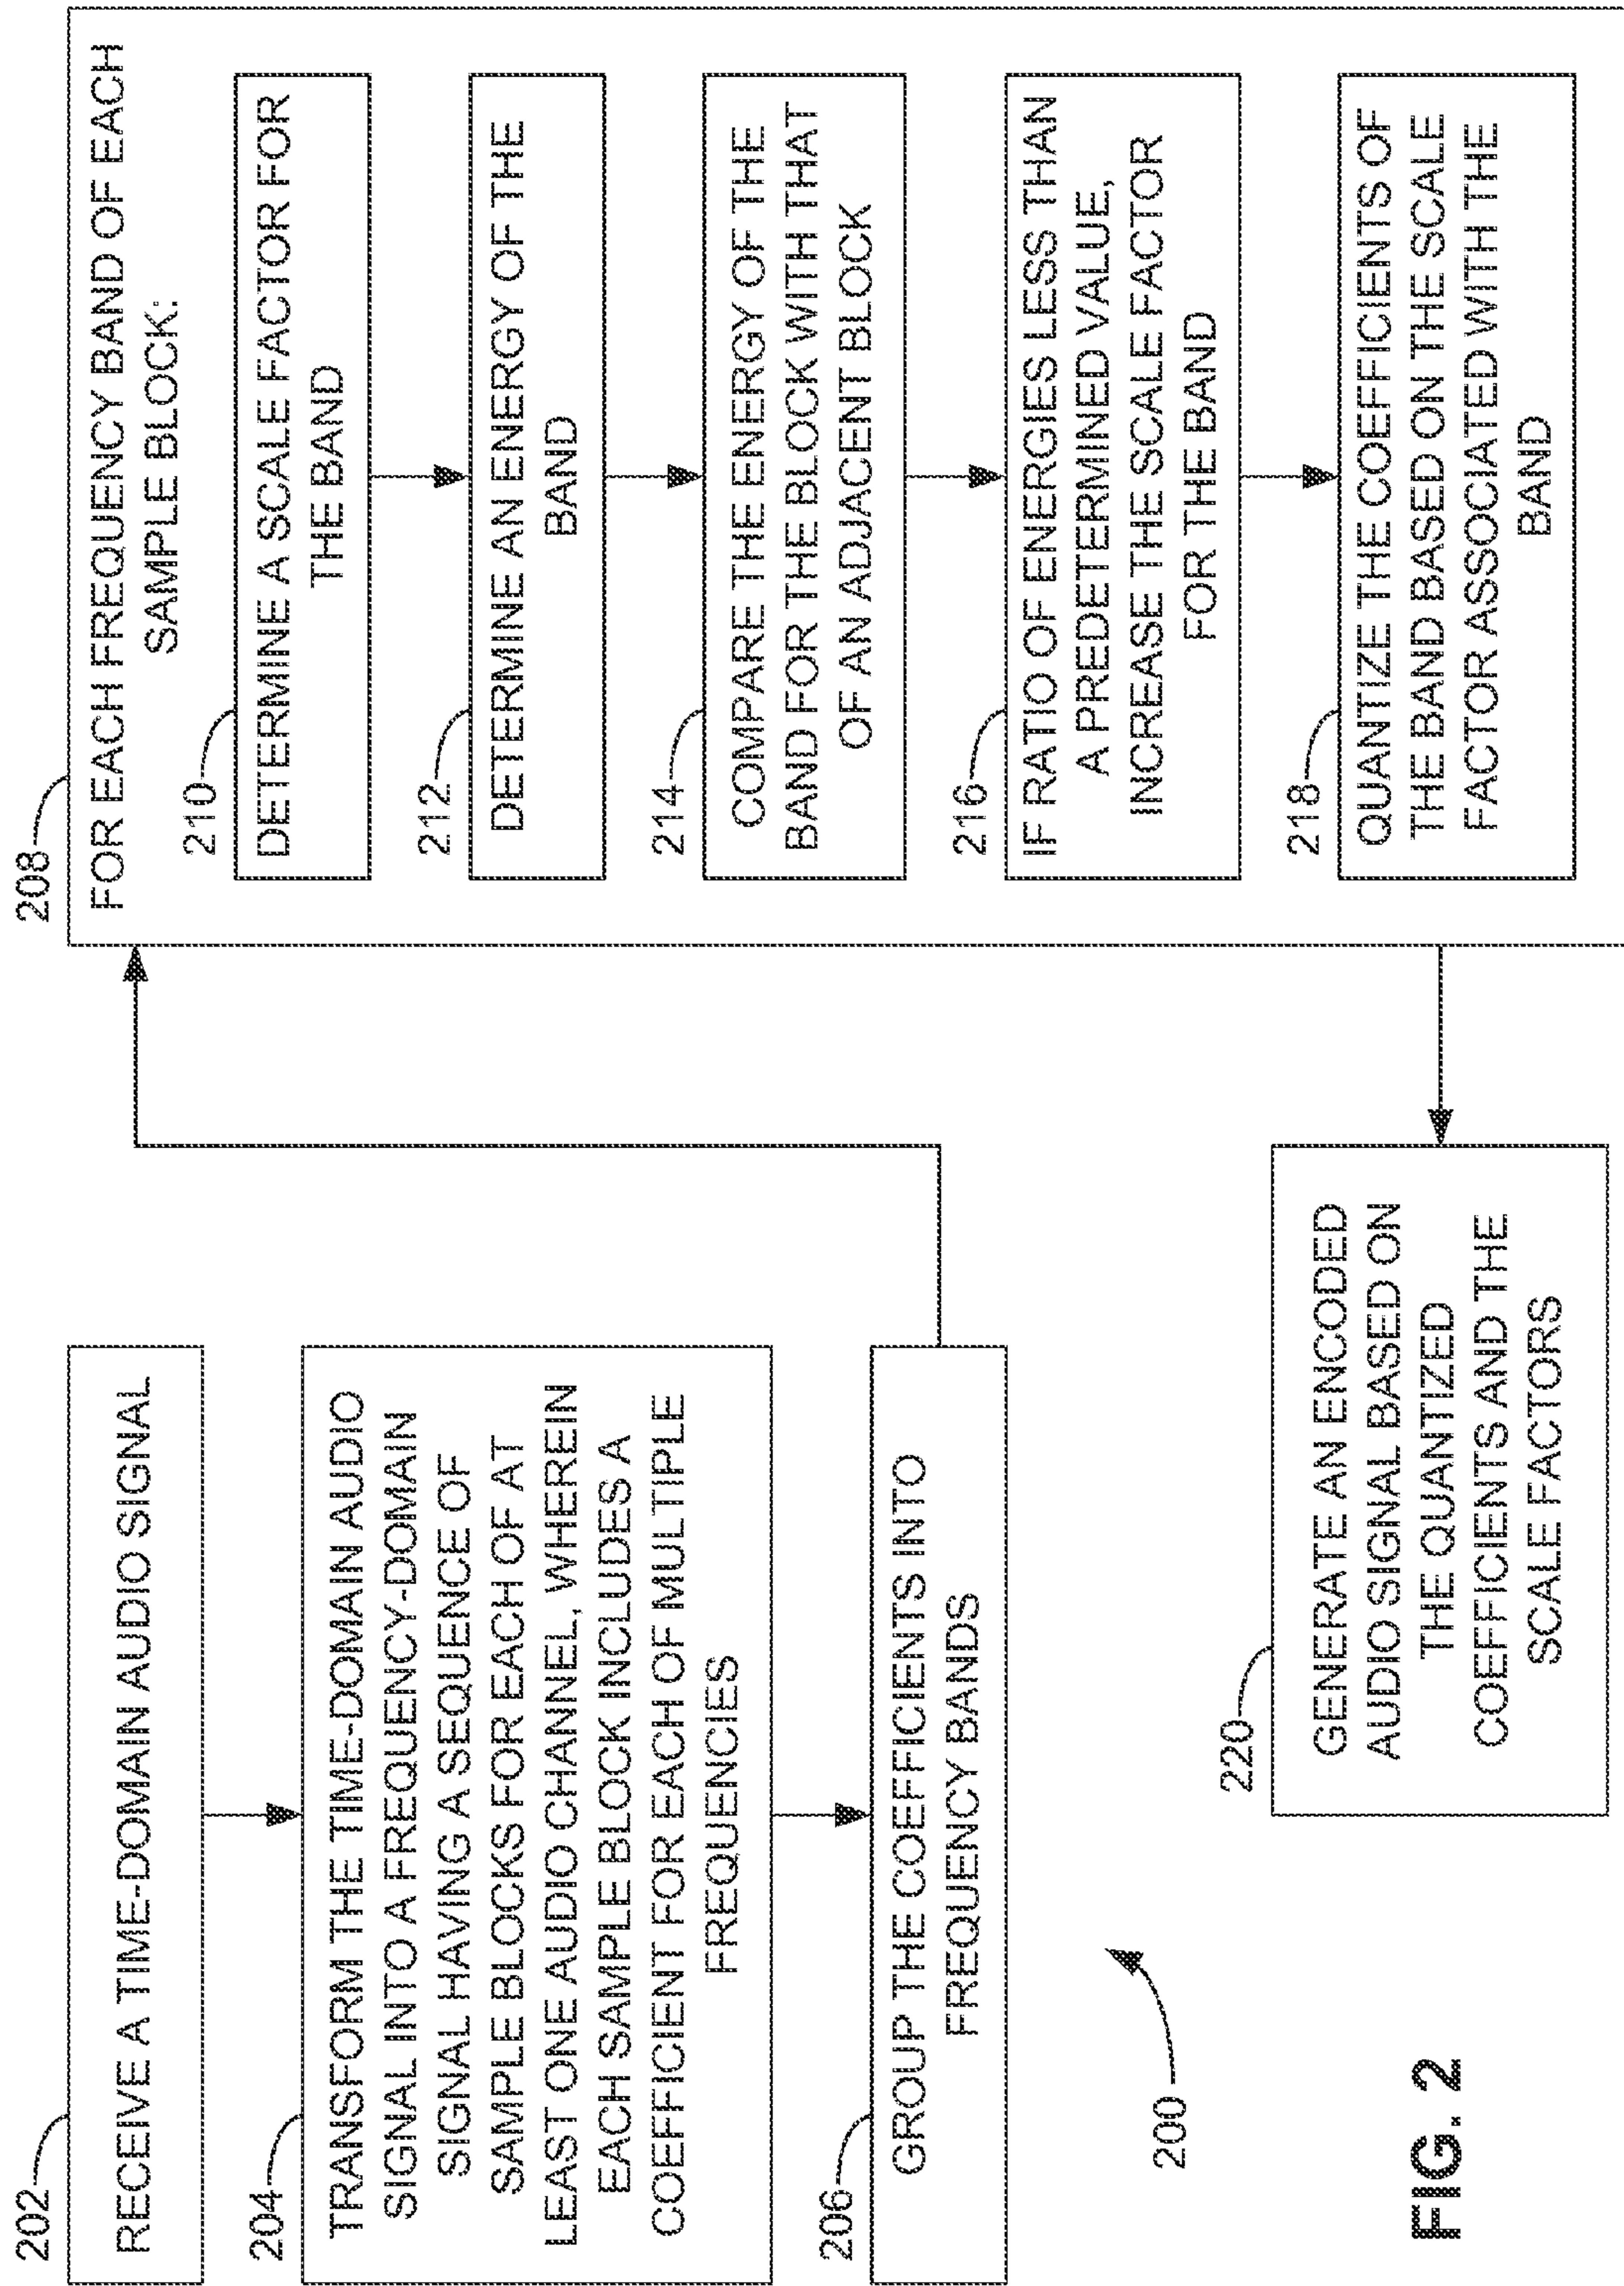 202
RECEIVE A TIME-DOMAIN AUDIO SIGNAL
204
TRANSFORM THE TIME-DOMAIN AUDIO
SIGNAL INTO A FREQUENCY-DOMAIN
SIGNAL HAVING A SEQUENCE OF
SAMPLE BLOCKS FOR EACH OF AT
LEAST ONE AUDIO CHANNEL, WHEREIN
EACH SAMPLE BLOCK INCLUDES A
COEFFICIENT FOR EACH OF MULTIPLE
FREQUENCIES
206
GROUP THE COEFFICIENTS INTO
FREQUENCY BANDS
208
FOR EACH FREQUENCY BAND OF EACH
SAMPLE BLOCK:
210
DETERMINE A SCALE FACTOR FOR
THE BAND
212
DETERMINE AN ENERGY OF THE
BAND
214
COMPARE THE ENERGY OF THE
BAND FOR THE BLOCK WITH THAT
OF AN ADJACENT BLOCK
216
IF RATIO OF ENERGIES LESS THAN
A PREDETERMINED VALUE,
INCREASE THE SCALE FACTOR
FOR THE BAND
218
QUANTIZE THE COEFFICIENTS OF
THE BAND BASED ON THE SCALE
FACTOR ASSOCIATED WITH THE
BAND
220
GENERATE AN ENCODED
AUDIO SIGNAL BASED ON
THE QUANTIZED
COEFFICIENTS AND THE
SCALE FACTORS
200
FIG. 2